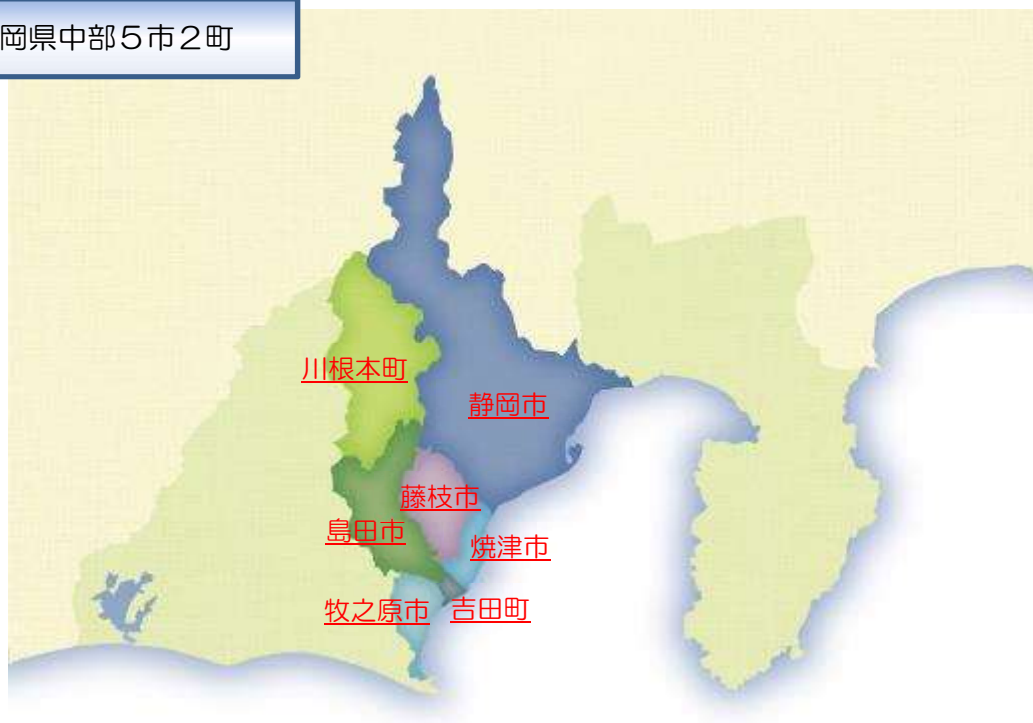 岡県中部5市2町
川根本町
静岡市
藤枝市
島田市
焼津市
牧之原市
吉田町